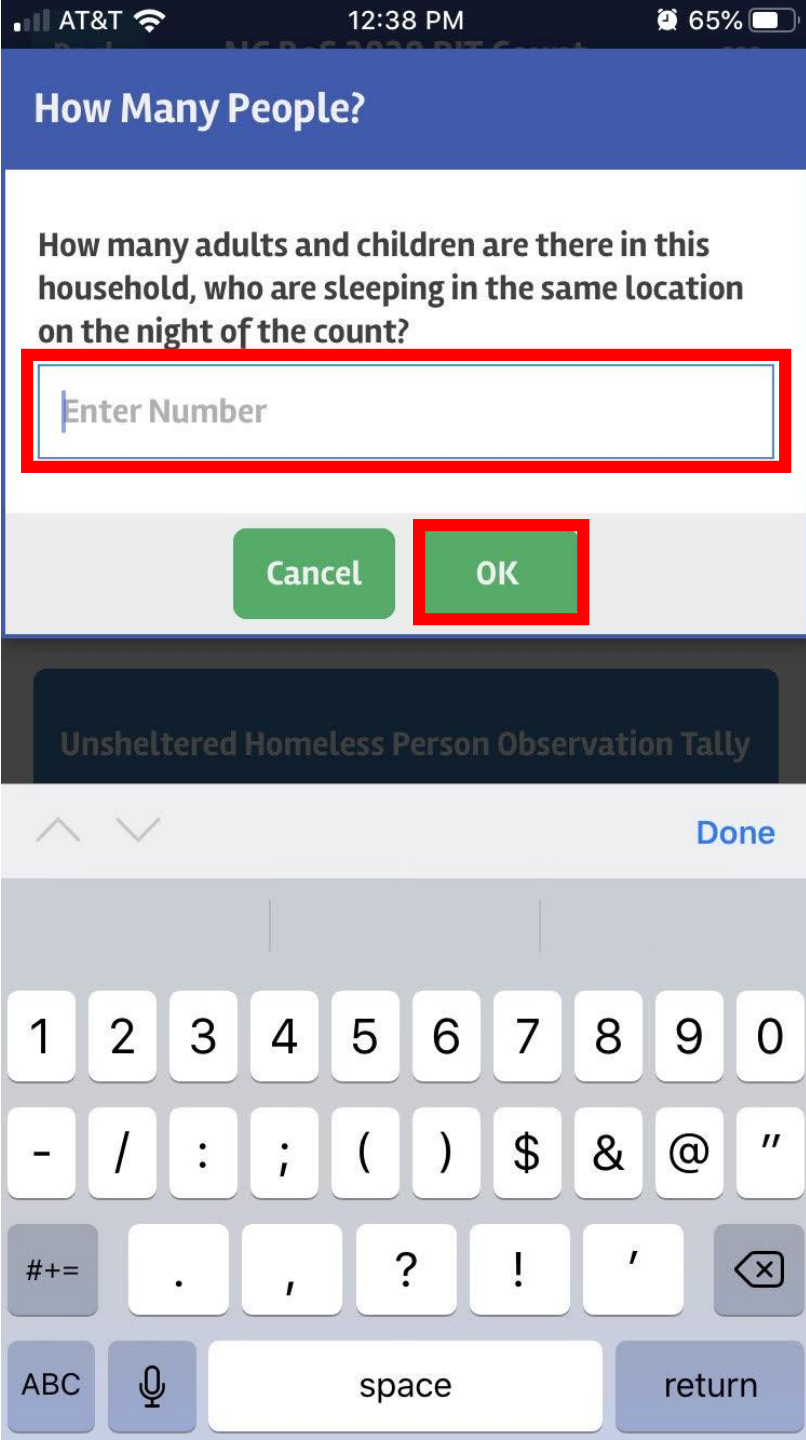 AT&T 12:38 PM 65%
How Many People?
How many adults and children are there in this
household, who are sleeping in the same location
on the night of the count?
Enter Number
Cancel OK
Unsheltered Homeless Person Observation Tally
Done
1 2 3 4 5 6 7 8 9 0
- / : ; ( ) $ & @ "
#+= . , ? ! '
ABC space return